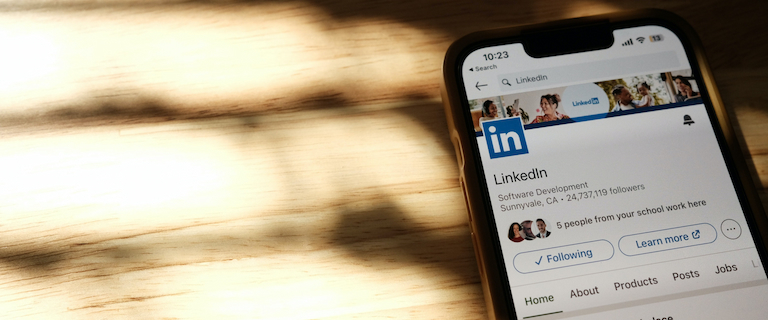 10:23
Search
LinkedIn
LinkedIn
in
LinkedIn
Software Development
Sunnyvale, CA • 24,737,119 followers
5 people from your school work here
✓ Following
Learn more
Home About Products Posts Jobs